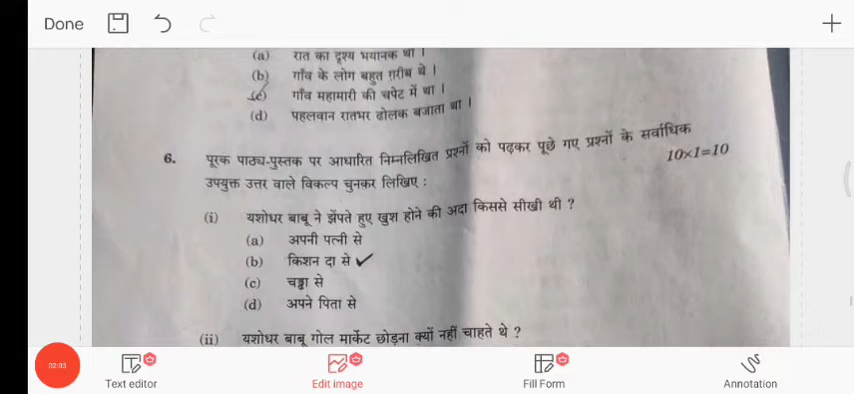 Done
(a) रात का दृश्य भयानक था ।
(b) गाँव के लोग बहुत ग़रीब थे ।
(c) गाँव महामारी की चपेट में था ।
(d) पहलवान रातभर ढोलक बजाता था ।
6. पूरक पाठ्य-पुस्तक पर आधारित निम्नलिखित प्रश्नों को पढ़कर पूछे गए प्रश्नों के सर्वाधिक
उपयुक्त उत्तर वाले विकल्प चुनकर लिखिए : 10×1=10
(i) यशोधर बाबू ने झेंपते हुए खुश होने की अदा किससे सीखी थी ?
(a) अपनी पत्नी से
(b) किशन दा से
(c) चड्ढा से
(d) अपने पिता से
(ii) यशोधर बाबू गोल मार्केट छोड़ना क्यों नहीं चाहते थे ?
02:03
Text editor Edit image Fill Form Annotation